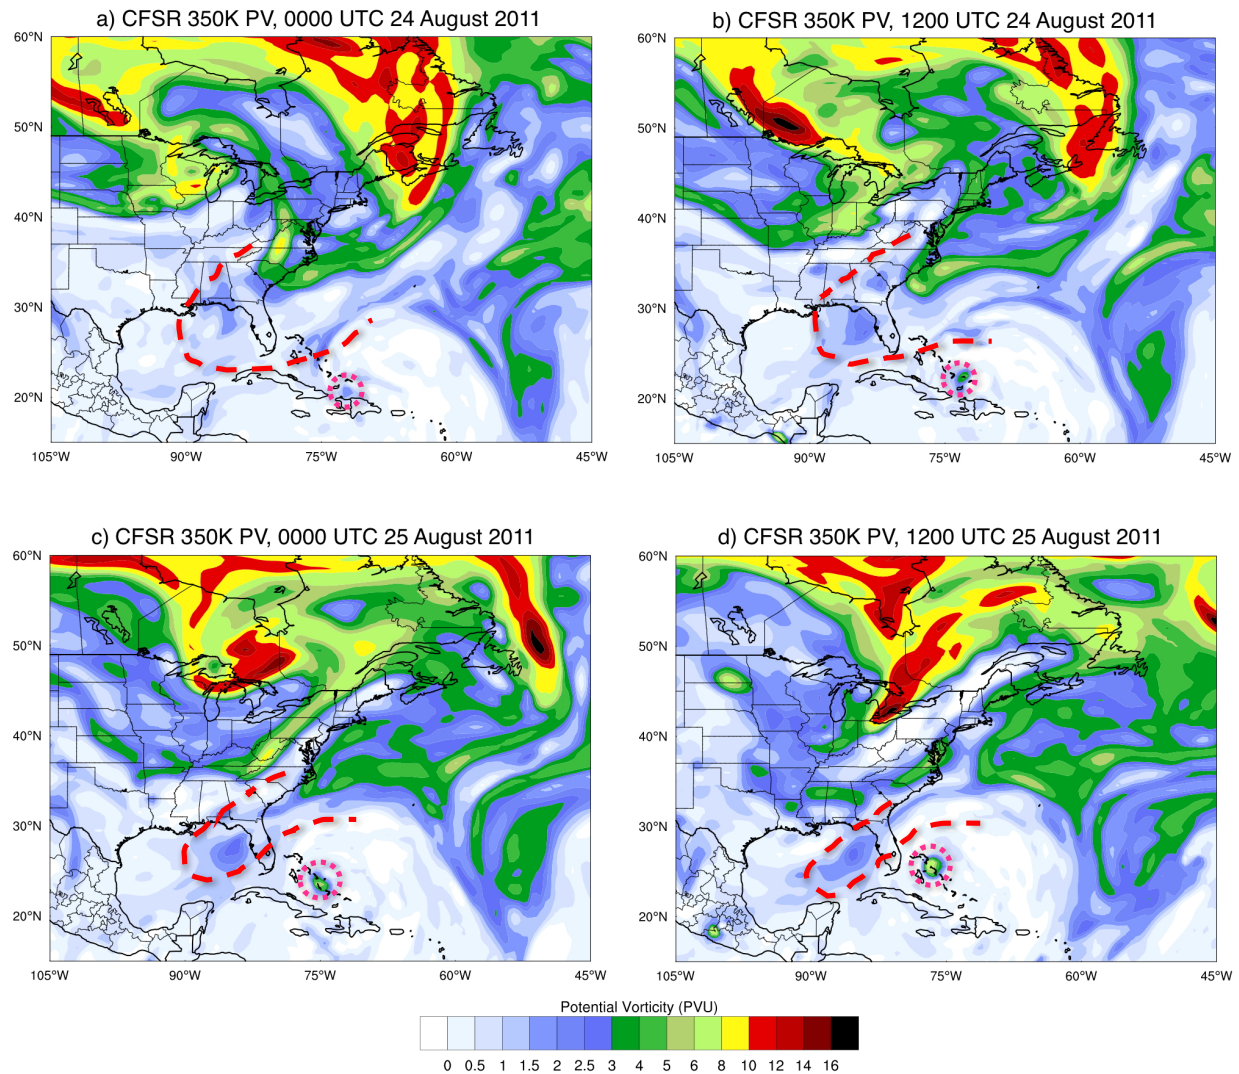 a) CFSR 350K PV, 0000 UTC 24 August 2011
60°N
50°N
40°N
30°N
20°N
105°W 90°W 75°W 60°W 45°W
b) CFSR 350K PV, 1200 UTC 24 August 2011
60°N
50°N
40°N
30°N
20°N
105°W 90°W 75°W 60°W 45°W
c) CFSR 350K PV, 0000 UTC 25 August 2011
60°N
50°N
40°N
30°N
20°N
105°W 90°W 75°W 60°W 45°W
d) CFSR 350K PV, 1200 UTC 25 August 2011
60°N
50°N
40°N
30°N
20°N
105°W 90°W 75°W 60°W 45°W
Potential Vorticity (PVU)
0 0.5 1 1.5 2 2.5 3 4 5 6 8 10 12 14 16